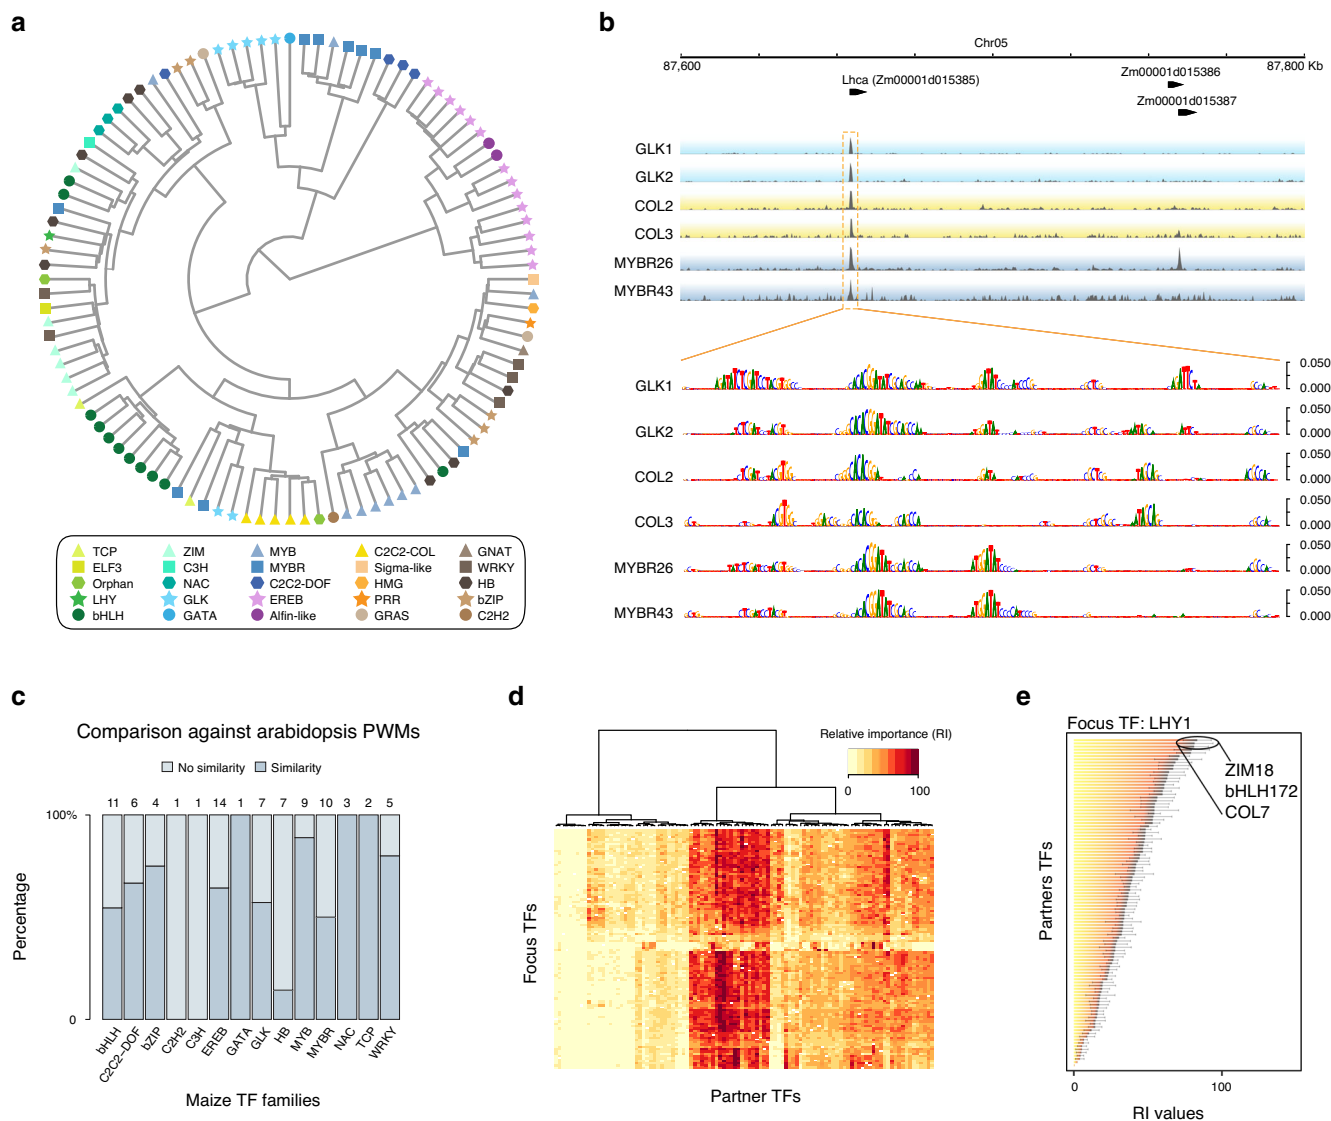 a
TCP
ZIM
MYB
C2C2-COL
GNAT
ELF3
C3H
MYBR
Sigma-like
WRKY
Orphan
NAC
C2C2-DOF
HMG
HB
LHY
GLK
EREB
PRR
bZIP
bHLH
GATA
Alfin-like
GRAS
C2H2
b
Chr05
87,600
87,800 Kb
Lhca (Zm00001d015385)
Zm00001d015386
Zm00001d015387
GLK1
GLK2
COL2
COL3
MYBR26
MYBR43
GLK1
0.050
0.000
GLK2
0.050
0.000
COL2
0.050
0.000
COL3
0.050
0.000
MYBR26
0.050
0.000
MYBR43
0.050
0.000
c
Comparison against arabidopsis PWMs
No similarity
Similarity
11 6 4 1 1 14 1 7 7 9 10 3 2 5
100%
0
Percentage
bHLH
C2C2-DOF
bZIP
C2H2
C3H
EREB
GATA
GLK
HB
MYB
MYBR
NAC
TCP
WRKY
Maize TF families
d
Relative importance (RI)
0
100
Focus TFs
Partner TFs
e
Focus TF: LHY1
ZIM18
bHLH172
COL7
Partners TFs
0
100
RI values